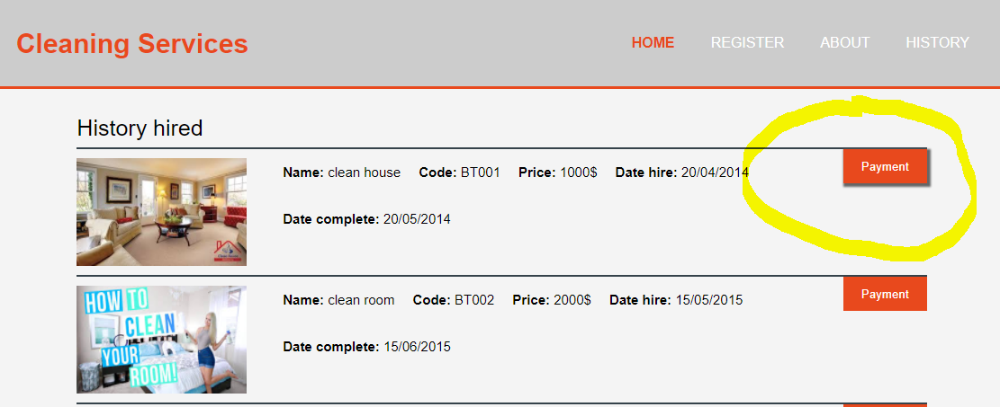 Cleaning Services
HOME REGISTER ABOUT HISTORY
History hired
Name: clean house Code: BT001 Price: 1000$ Date hire: 20/04/2014
Payment
Date complete: 20/05/2014
Name: clean room Code: BT002 Price: 2000$ Date hire: 15/05/2015
Payment
Date complete: 15/06/2015
HOW TO
CLEAN
YOUR
ROOM!